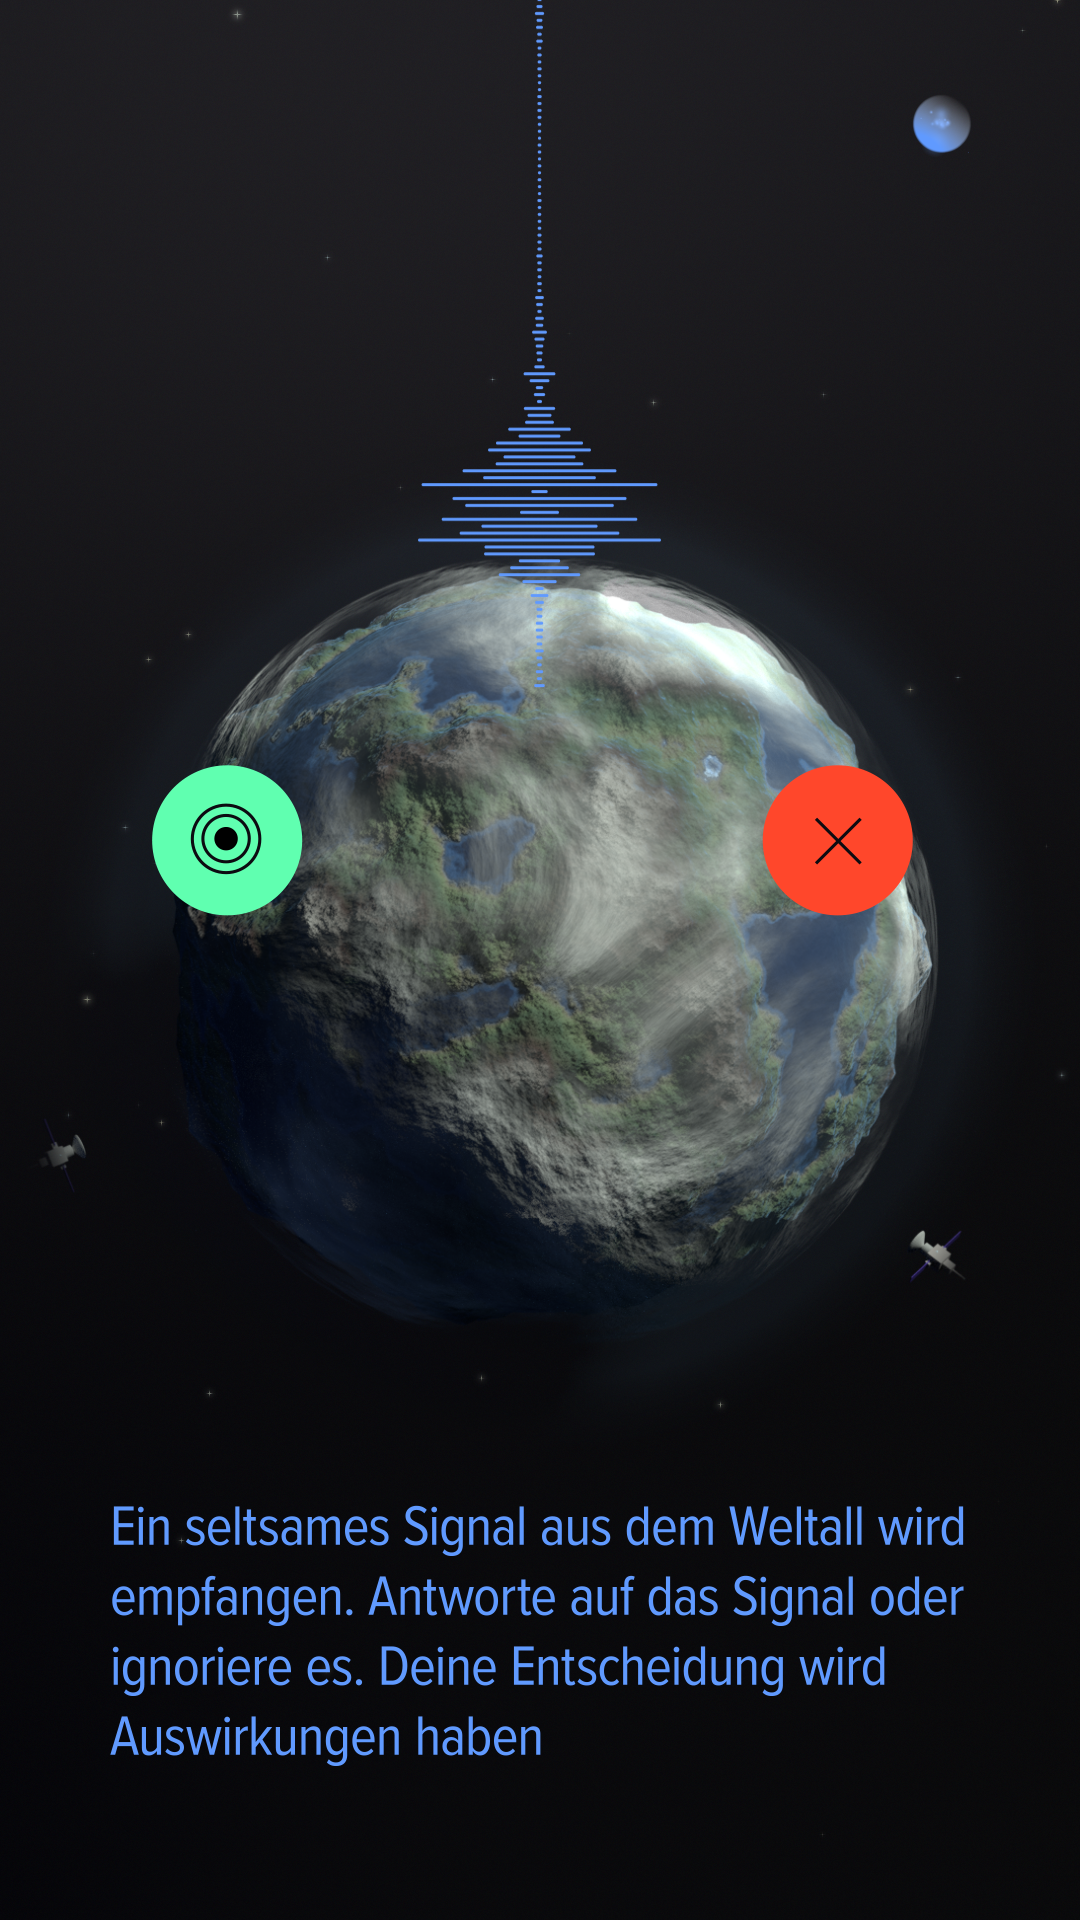 Ein seltsames Signal aus dem Weltall wird
empfangen. Antworte auf das Signal oder
ignoriere es. Deine Entscheidung wird
Auswirkungen haben